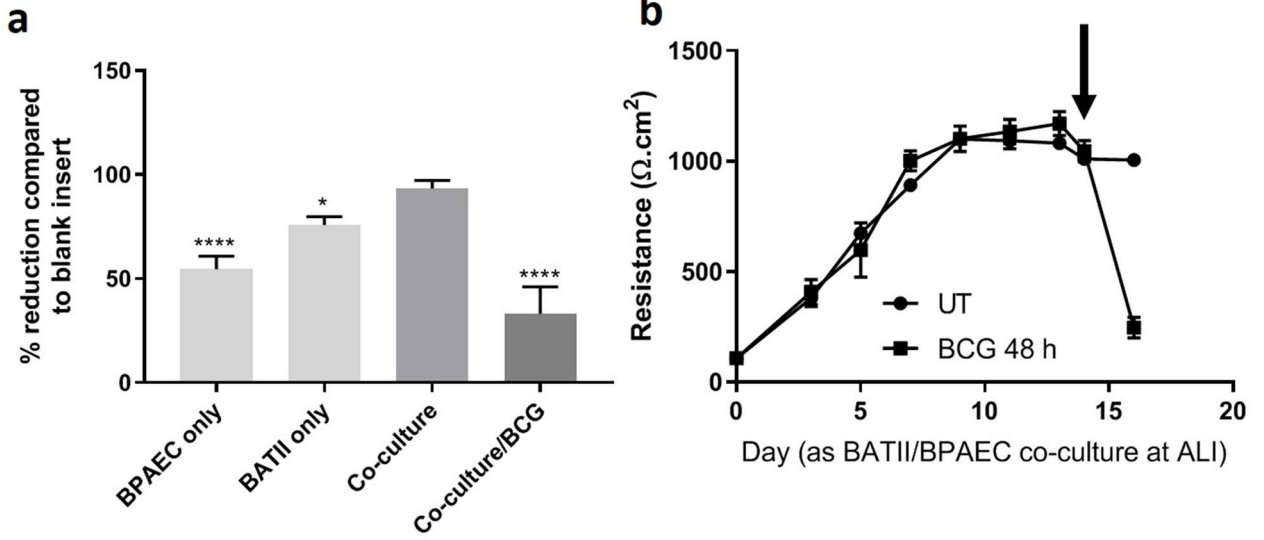 a
% reduction compared
to blank insert
150
100
50
0
****
*
****
BPAEC only
BATII only
Co-culture
Co-culture/BCG
b
Resistance (Ω.cm²)
1500
1000
500
0
UT
BCG 48 h
0 5 10 15 20
Day (as BATII/BPAEC co-culture at ALI)